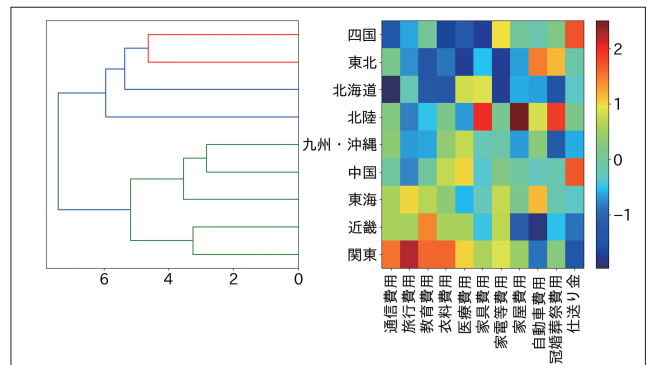 四国
東北
北海道
北陸
九州・沖縄
中国
東海
近畿
関東
6
4
2
0
通信費用
旅行費用
教育費用
衣料費用
医療費用
家具費用
家電等費用
家屋費用
自動車費用
冠婚葬祭費用
仕送り金
2
1
0
−1